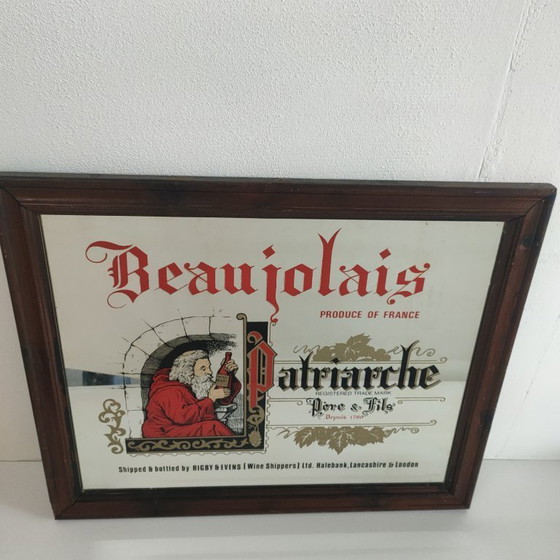 Beaujolais
PRODUCE OF FRANCE
Patriarche
REGISTERED TRADE MARK
Père & Fils
Depuis 1780
Shipped & bottled by RIGBY & EVENS (Wine Shippers) Ltd. Halebank, Lancashire & London